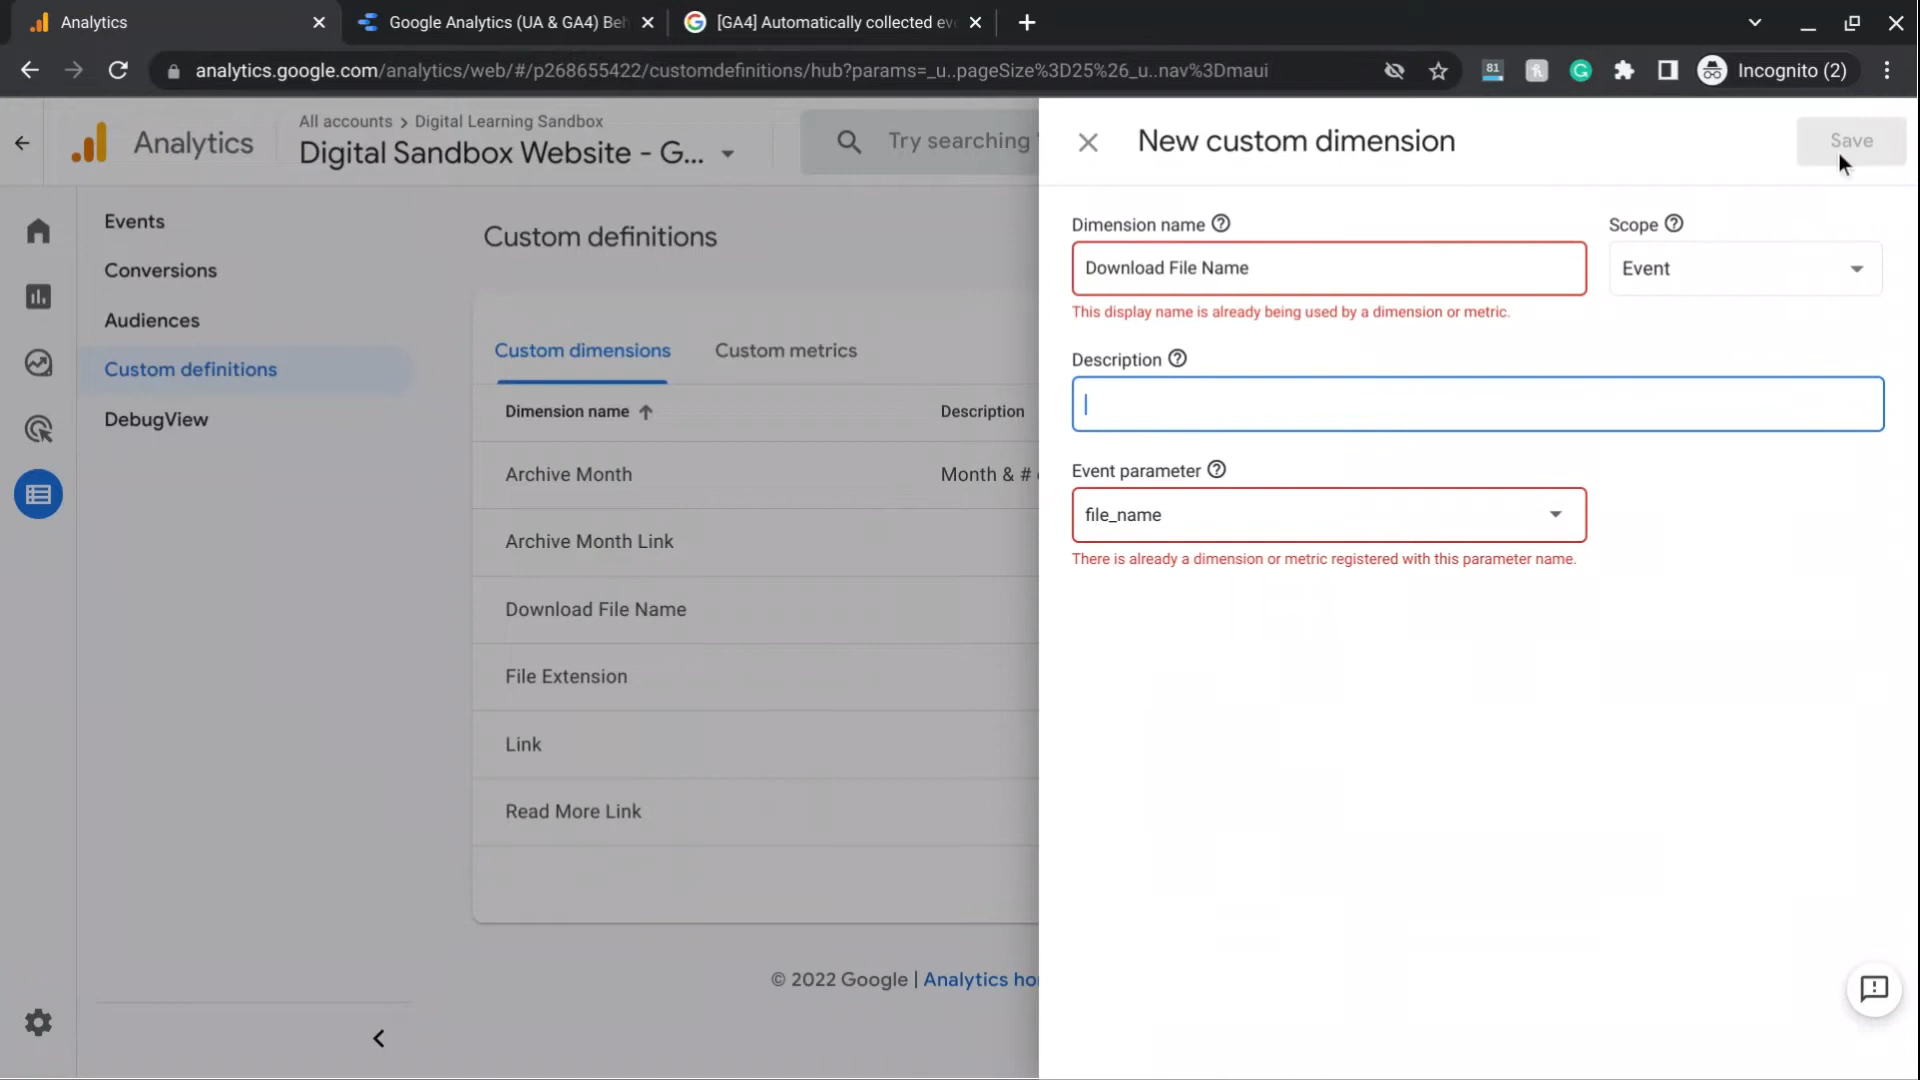 Analytics
Google Analytics (UA & GA4) Beh
[GA4] Automatically collected eve
analytics.google.com/analytics/web/#/p268655422/customdefinitions/hub?params=_u..pageSize%3D25%26_u..nav%3Dmaui
81
Incognito (2)
Analytics
All accounts > Digital Learning Sandbox
Digital Sandbox Website - G...
Try searching "
New custom dimension
Save
Events
Conversions
Audiences
Custom definitions
DebugView
Custom definitions
Custom dimensions
Custom metrics
Dimension name
Description
Archive Month
Month & #
Archive Month Link
Download File Name
File Extension
Link
Read More Link
© 2022 Google | Analytics ho
Dimension name
Scope
Download File Name
Event
This display name is already being used by a dimension or metric.
Description
Event parameter
file_name
There is already a dimension or metric registered with this parameter name.